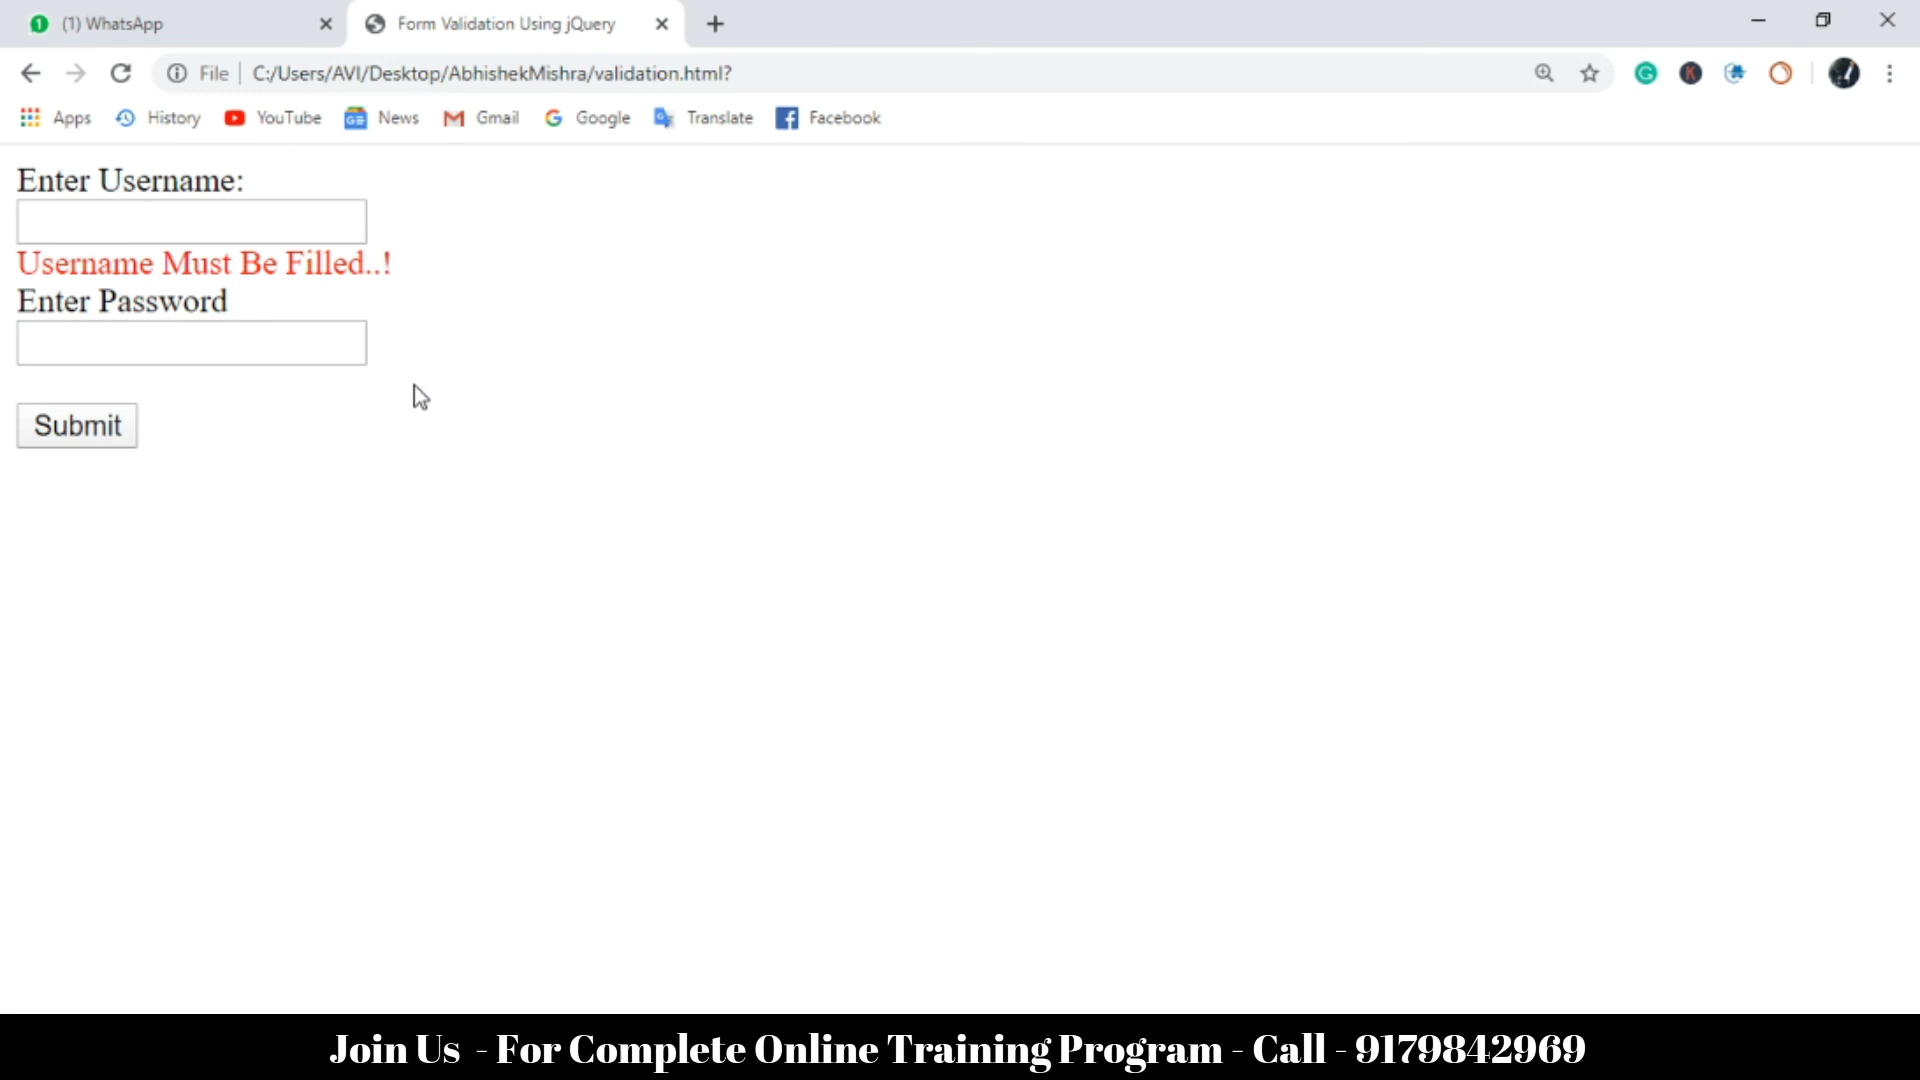 (1) WhatsApp
Form Validation Using jQuery
File C:/Users/AVI/Desktop/AbhishekMishra/validation.html?
Apps History YouTube News Gmail Google Translate Facebook
Enter Username:
Username Must Be Filled..!
Enter Password
Submit
Join Us - For Complete Online Training Program - Call - 9179842969